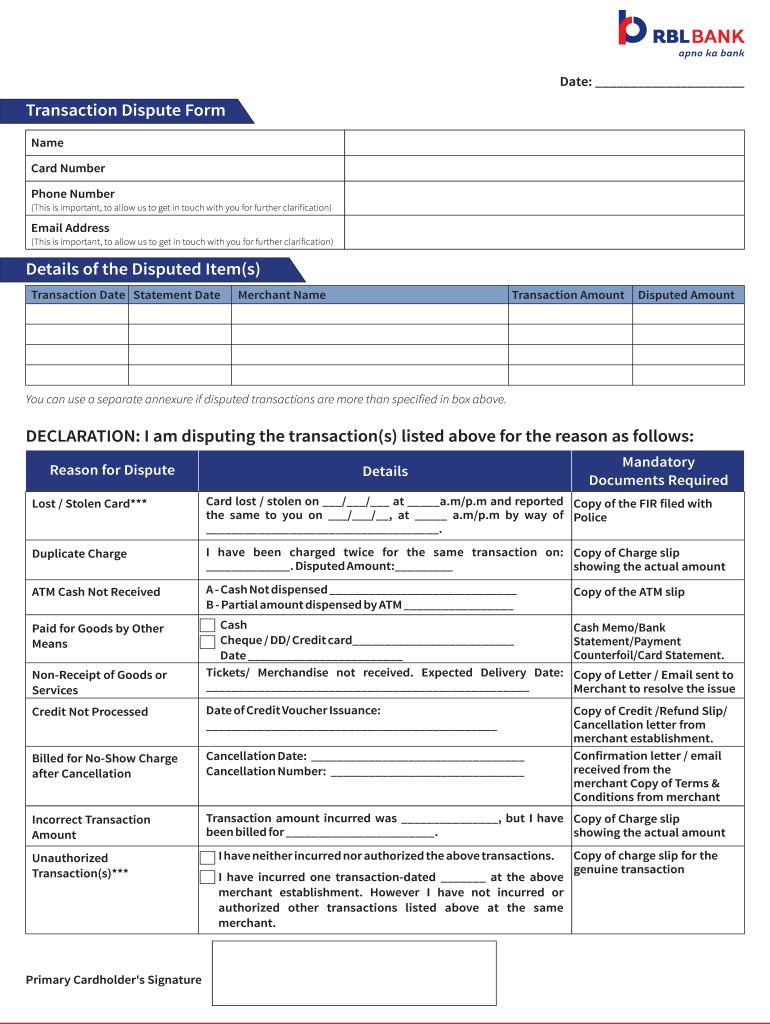 RBL BANK
apno ka bank
Date: ______________________
Transaction Dispute Form
Name
Card Number
Phone Number
(This is important, to allow us to get in touch with you for further clarification)
Email Address
(This is important, to allow us to get in touch with you for further clarification)
Details of the Disputed Item(s)
Transaction Date Statement Date Merchant Name Transaction Amount Disputed Amount
You can use a separate annexure if disputed transactions are more than specified in box above.
DECLARATION: I am disputing the transaction(s) listed above for the reason as follows:
Reason for Dispute
Details
Mandatory
Documents Required
Lost / Stolen Card***
Card lost / stolen on ___/___/___ at _____a.m/p.m and reported
the same to you on ___/___/__, at _____ a.m/p.m by way of
_____________________________________.
Copy of the FIR filed with
Police
Duplicate Charge
I have been charged twice for the same transaction on:
_____________. Disputed Amount:_________
Copy of Charge slip
showing the actual amount
ATM Cash Not Received
A - Cash Not dispensed ______________________________
B - Partial amount dispensed by ATM _________________
Copy of the ATM slip
Paid for Goods by Other
Means
Cash
Cheque / DD/ Credit card_________________________
Date ________________________
Cash Memo/Bank
Statement/Payment
Counterfoil/Card Statement.
Non-Receipt of Goods or
Services
Tickets/ Merchandise not received. Expected Delivery Date:
___________________________________________________
Copy of Letter / Email sent to
Merchant to resolve the issue
Credit Not Processed
Date of Credit Voucher Issuance:
______________________________________________
Copy of Credit /Refund Slip/
Cancellation letter from
merchant establishment.
Billed for No-Show Charge
after Cancellation
Cancellation Date: __________________________________
Cancellation Number: _______________________________
Confirmation letter / email
received from the
merchant Copy of Terms &
Conditions from merchant
Incorrect Transaction
Amount
Transaction amount incurred was _______________, but I have
been billed for _______________________.
Copy of Charge slip
showing the actual amount
Unauthorized
Transaction(s)***
I have neither incurred nor authorized the above transactions.
I have incurred one transaction-dated _______ at the above
merchant establishment. However I have not incurred or
authorized other transactions listed above at the same
merchant.
Copy of charge slip for the
genuine transaction
Primary Cardholder's Signature